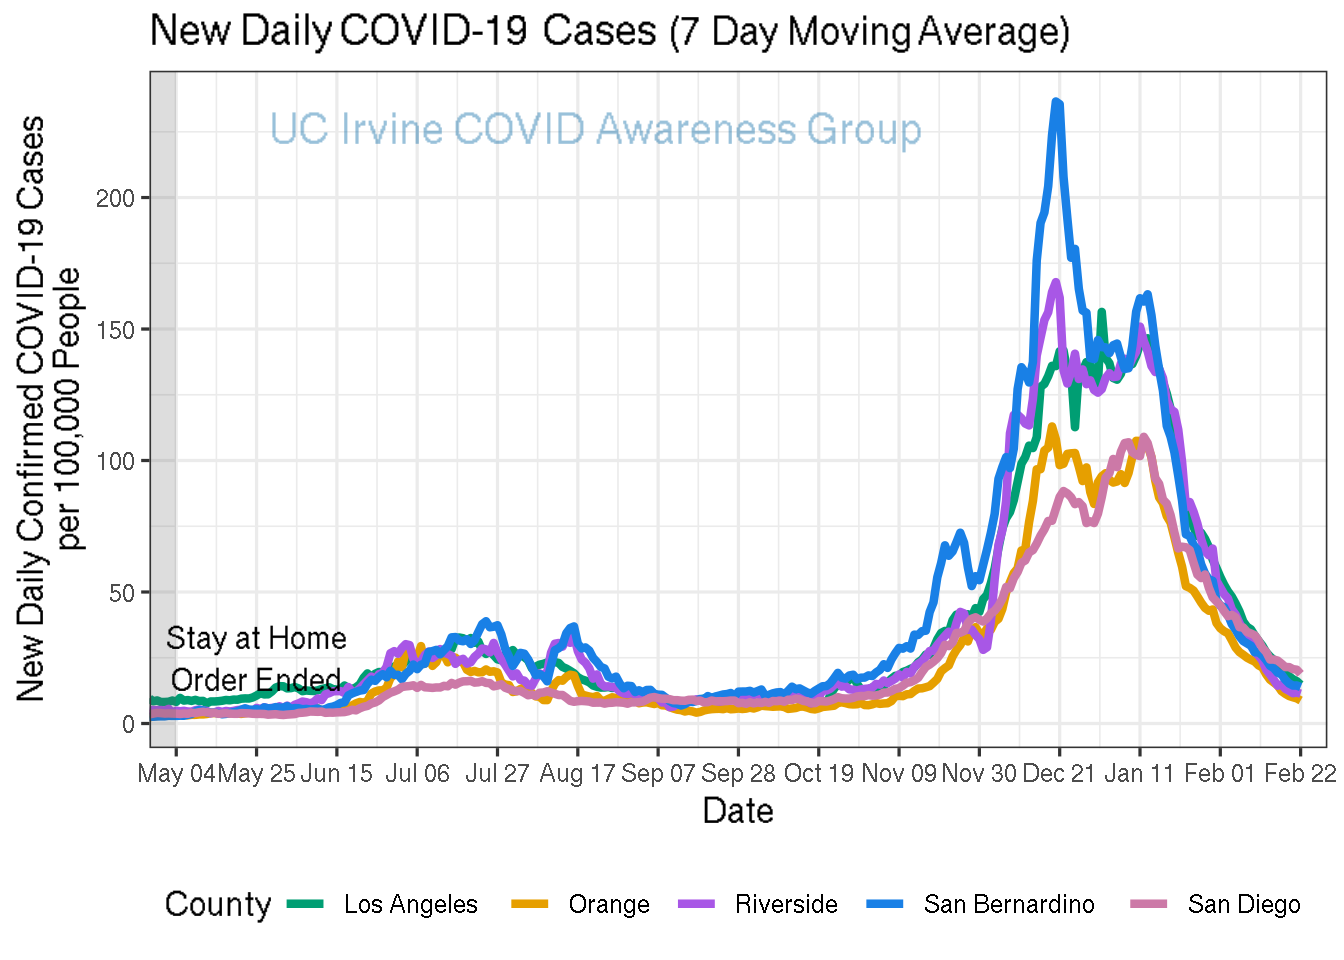 New Daily COVID-19 Cases (7 Day Moving Average)
UC Irvine COVID Awareness Group
New Daily Confirmed COVID-19 Cases
per 100,000 People
200
150
100
50
0
Stay at Home
Order Ended
May 04 May 25 Jun 15 Jul 06 Jul 27 Aug 17 Sep 07 Sep 28 Oct 19 Nov 09 Nov 30 Dec 21 Jan 11 Feb 01 Feb 22
Date
County Los Angeles Orange Riverside San Bernardino San Diego